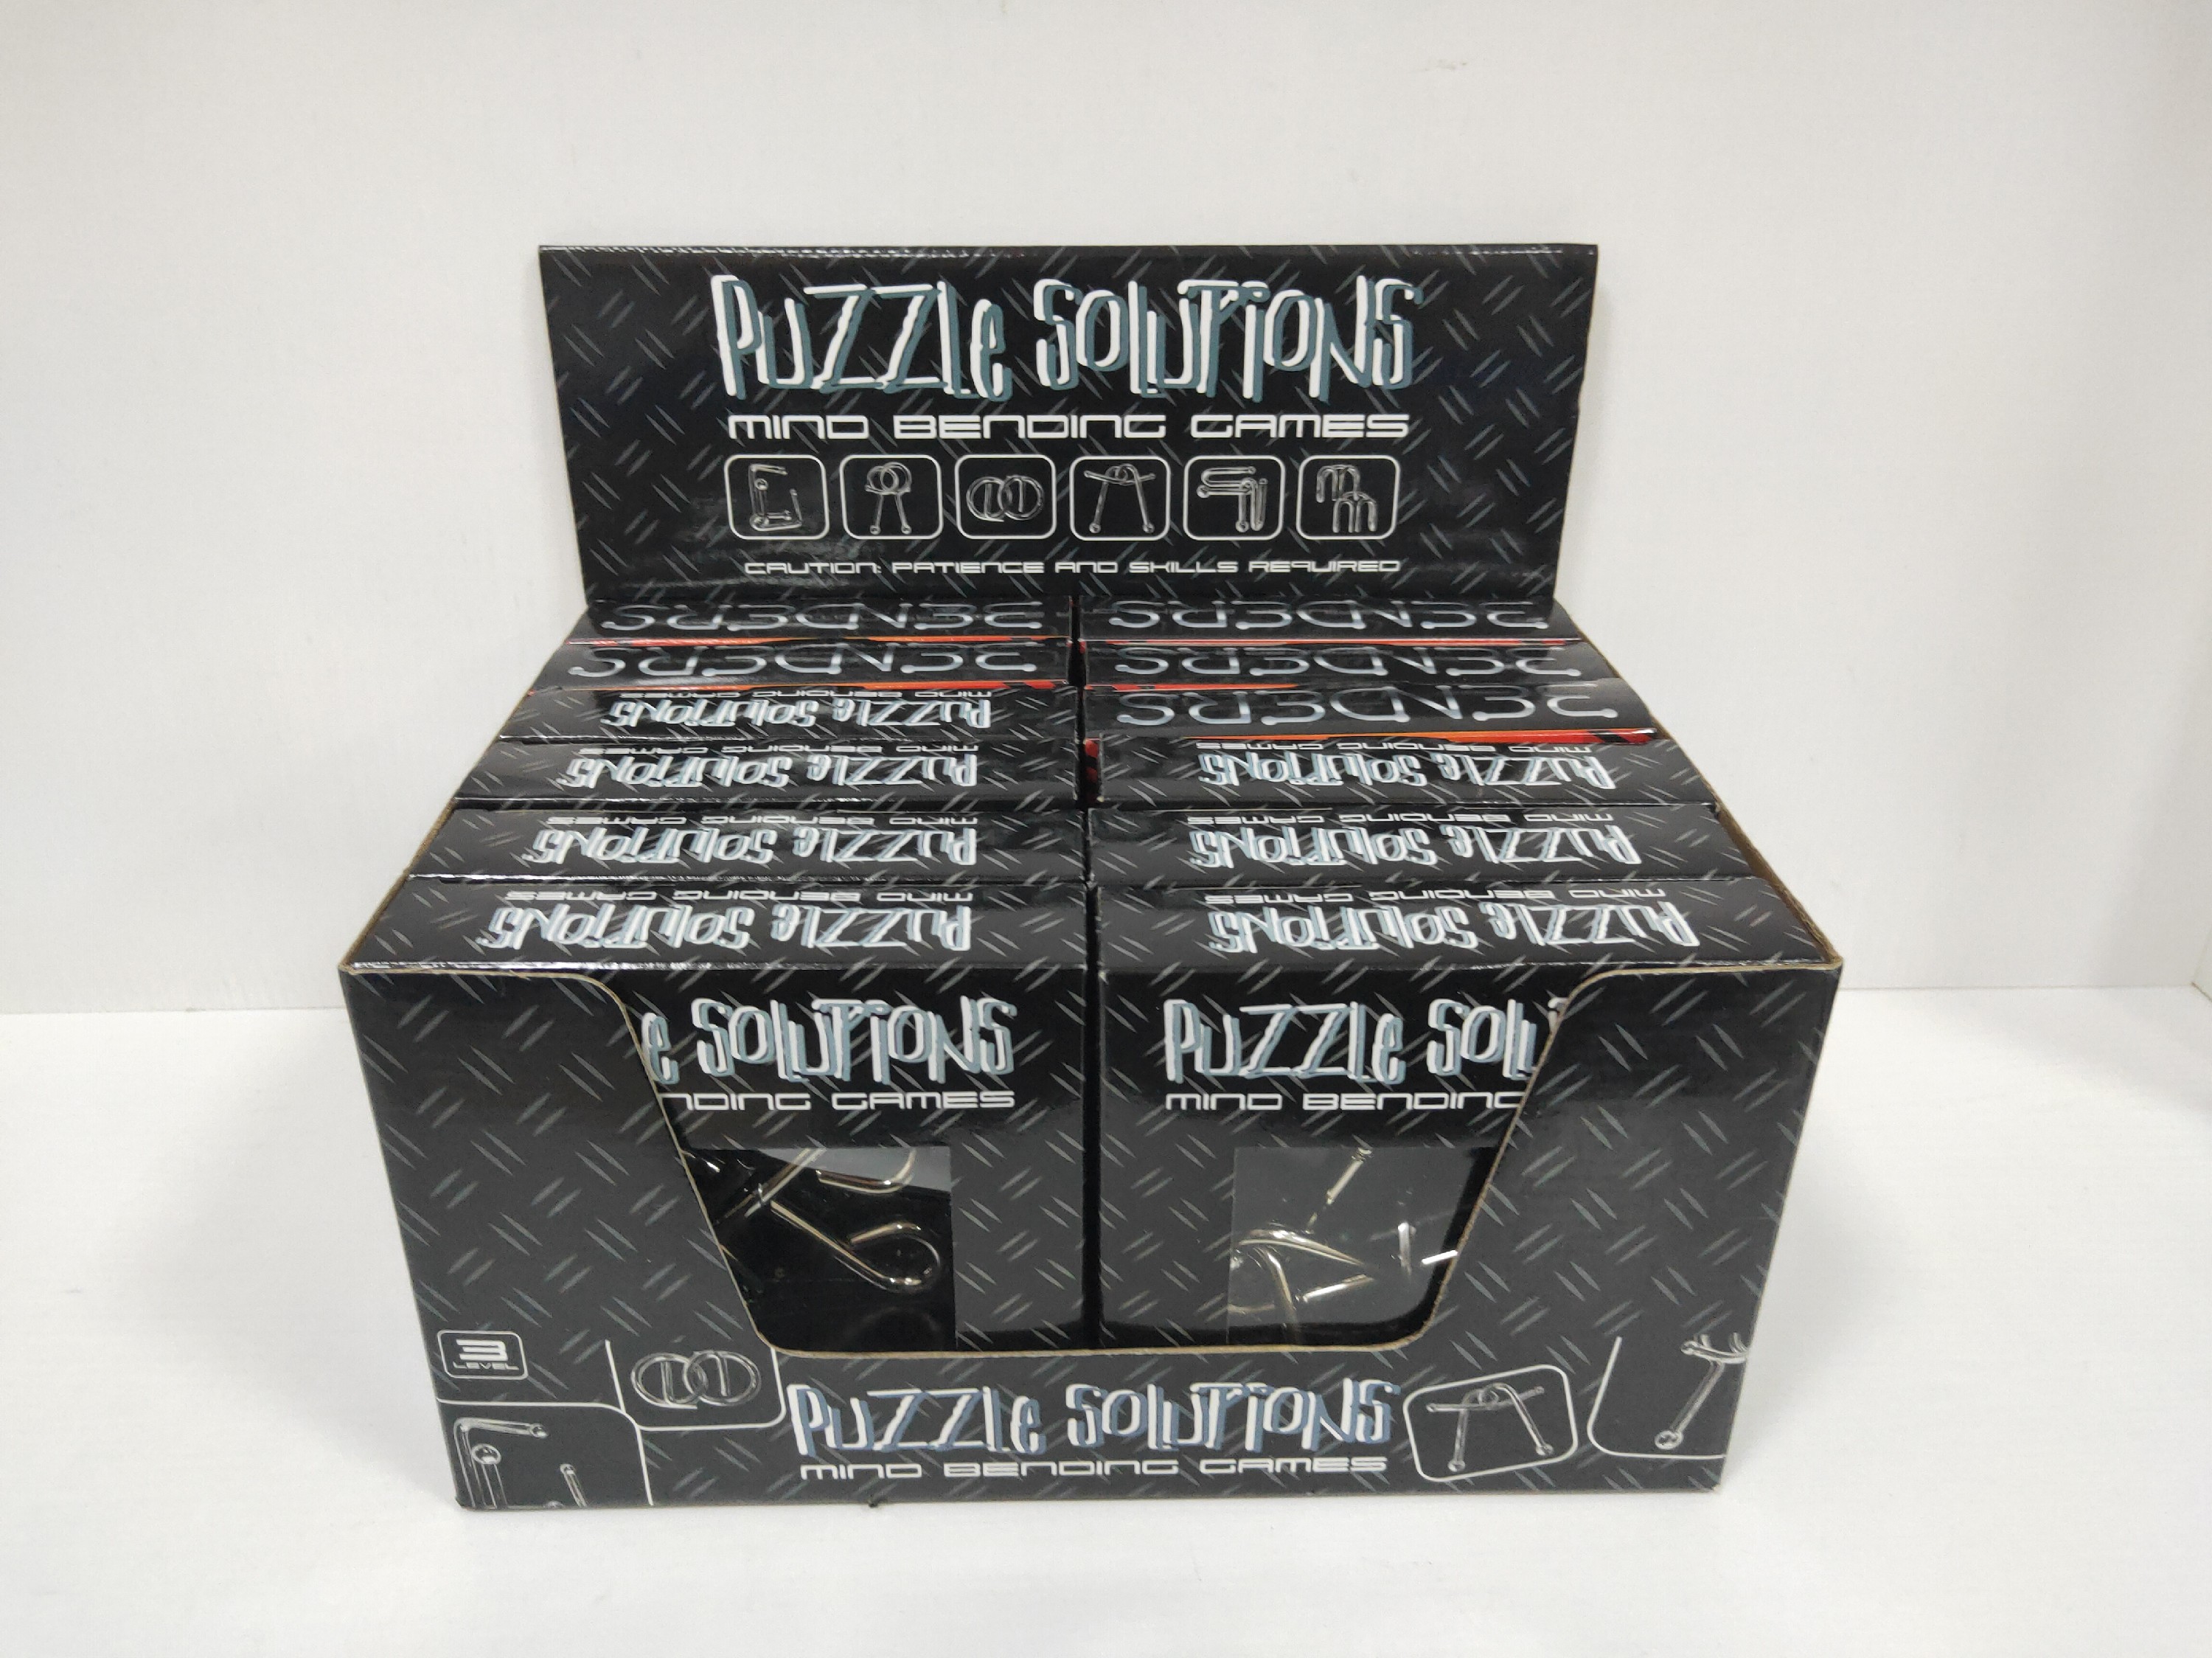 PUZZLE SOLUTIONS
MIND BENDING GAMES
CAUTION: PATIENCE AND SKILLS REQUIRED
BENDERS
BENDERS
BENDERS
BENDERS
PUZZLE SOLUTIONS
MIND BENDING GAMES
BENDERS
PUZZLE SOLUTIONS
MIND BENDING GAMES
PUZZLE SOLUTIONS
MIND BENDING GAMES
PUZZLE SOLUTIONS
MIND BENDING GAMES
PUZZLE SOLUTIONS
MIND BENDING GAMES
PUZZLE SOLUTIONS
MIND BENDING GAMES
PUZZLE SOLUTIONS
MIND BENDING GAMES
E SOLUTIONS
NDING GAMES
PUZZLE SOLU
MIND BENDING
3
LEVEL
PUZZLE SOLUTIONS
MIND BENDING GAMES